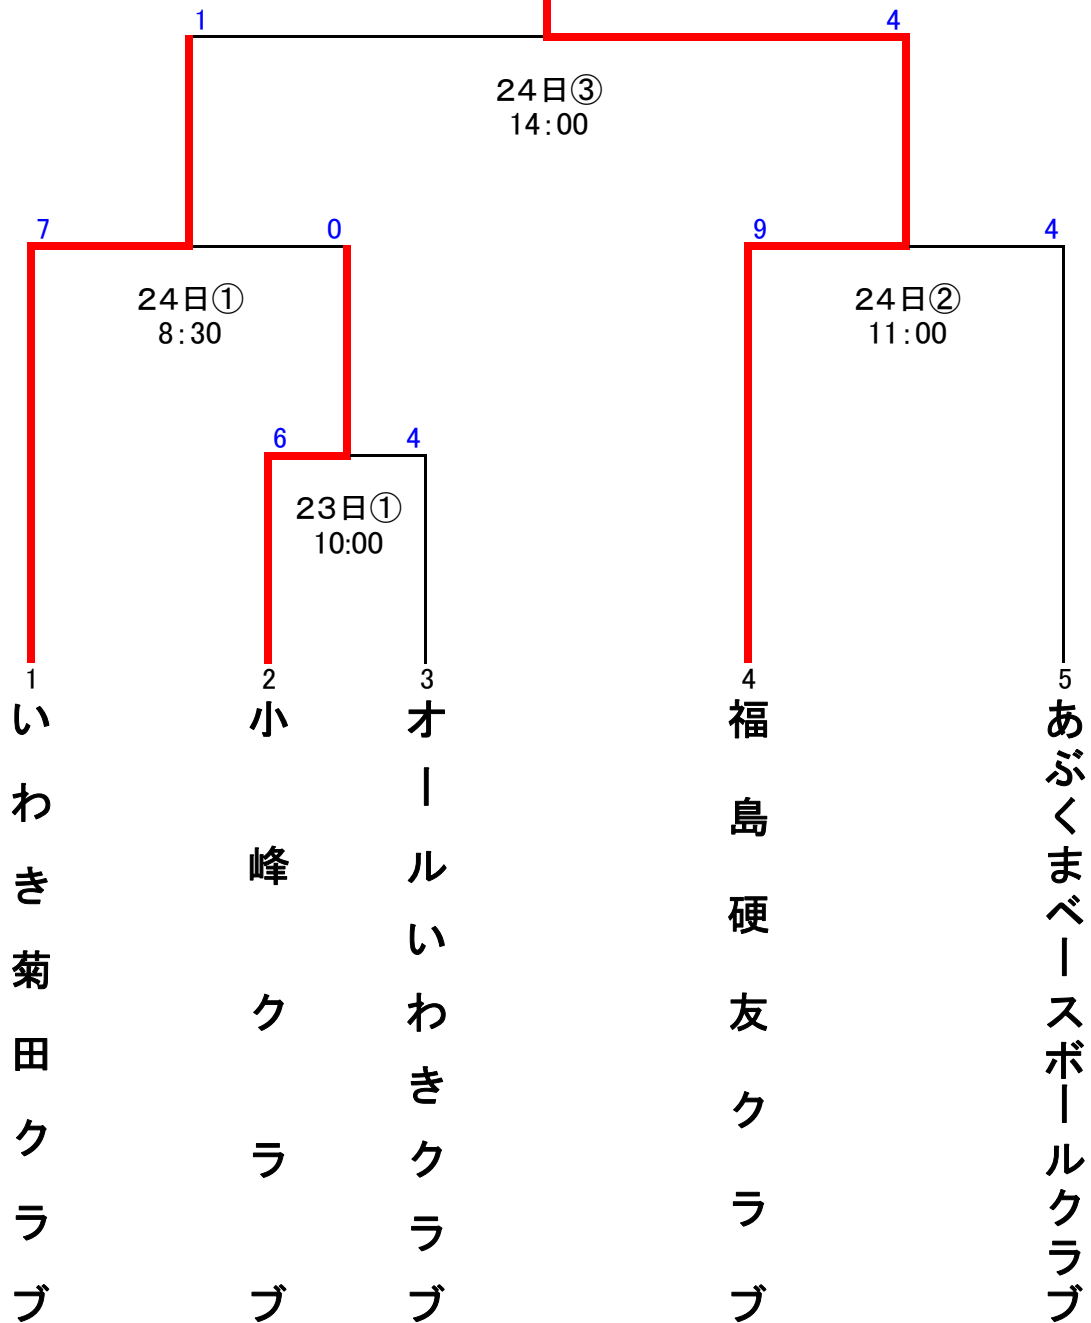 1
4
24日③
14:00
7
0
9
4
24日①
8:30
24日②
11:00
6
4
23日①
10:00
1
2
3
4
5
いわき菊田クラブ
小峰クラブ
オールいわきクラブ
福島硬友クラブ
あぶくまベースボールクラブ